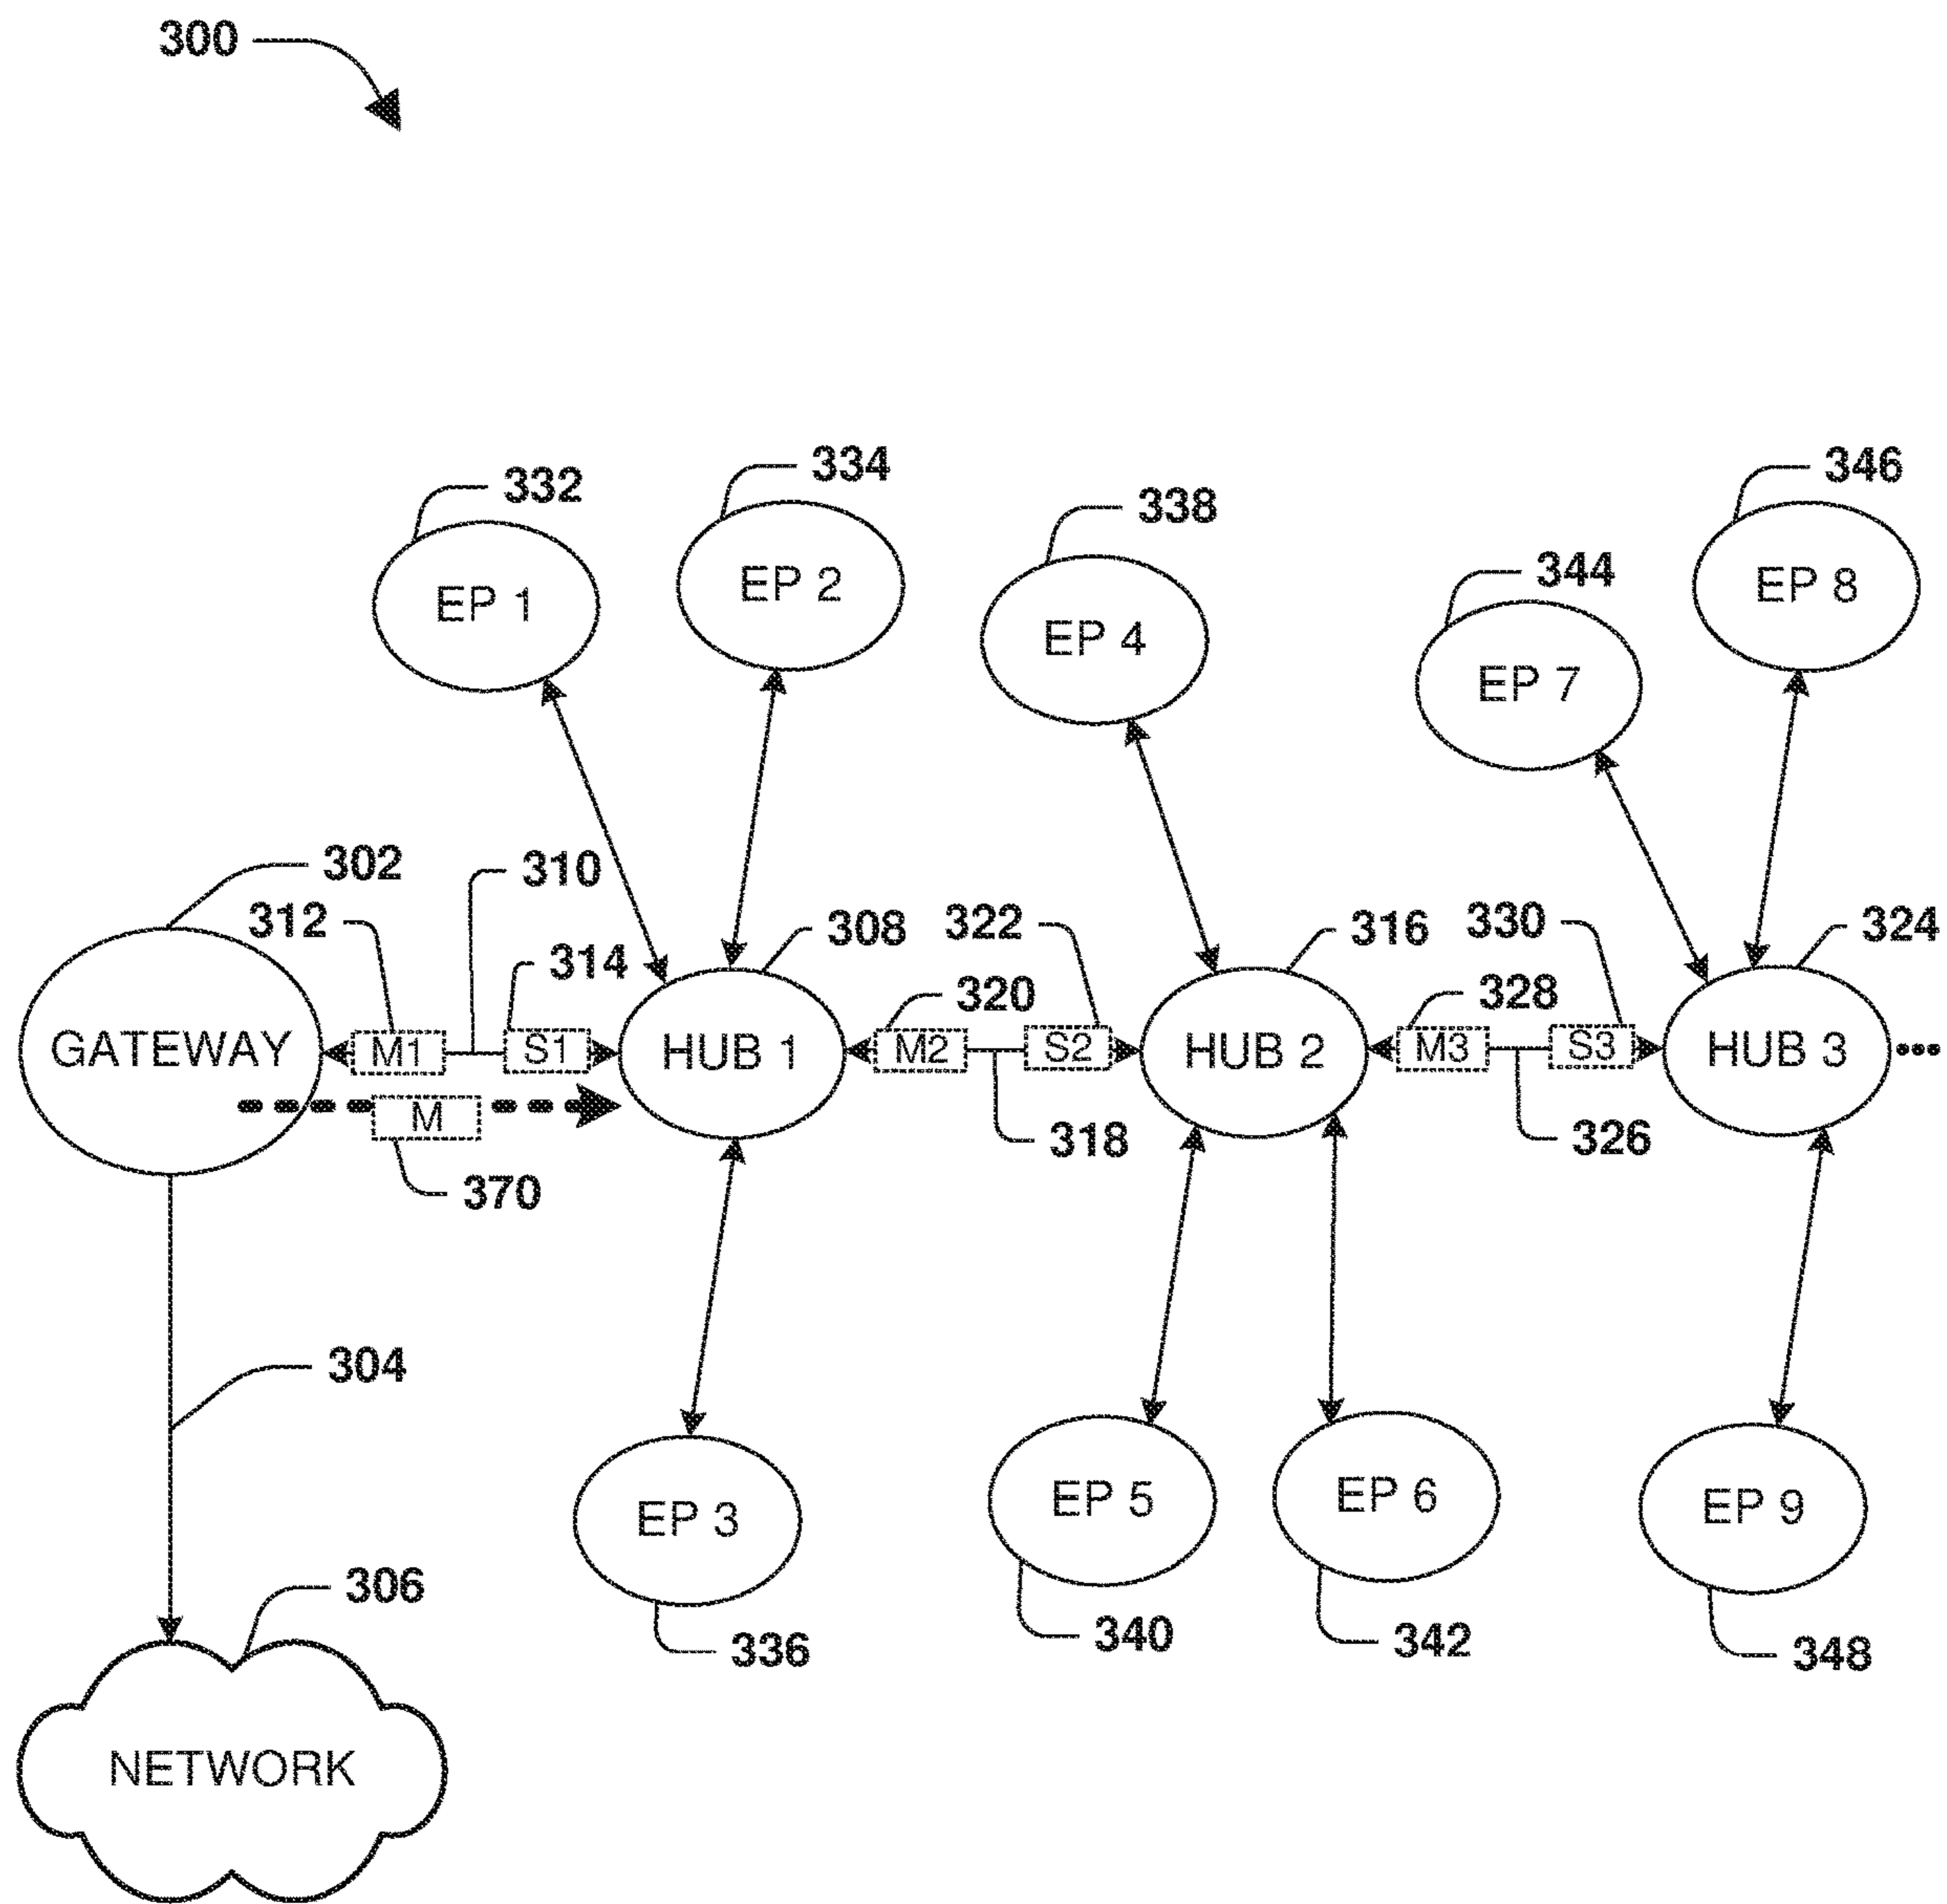 300
332
334
338
346
344
EP 1
EP 2
EP 4
EP 7
EP 8
302
310
312
314
308
322
320
316
330
328
324
GATEWAY
M1
S1
HUB 1
M2
S2
HUB 2
M3
S3
HUB 3
•••
M
370
318
326
304
EP 3
EP 5
EP 6
EP 9
306
336
340
342
348
NETWORK